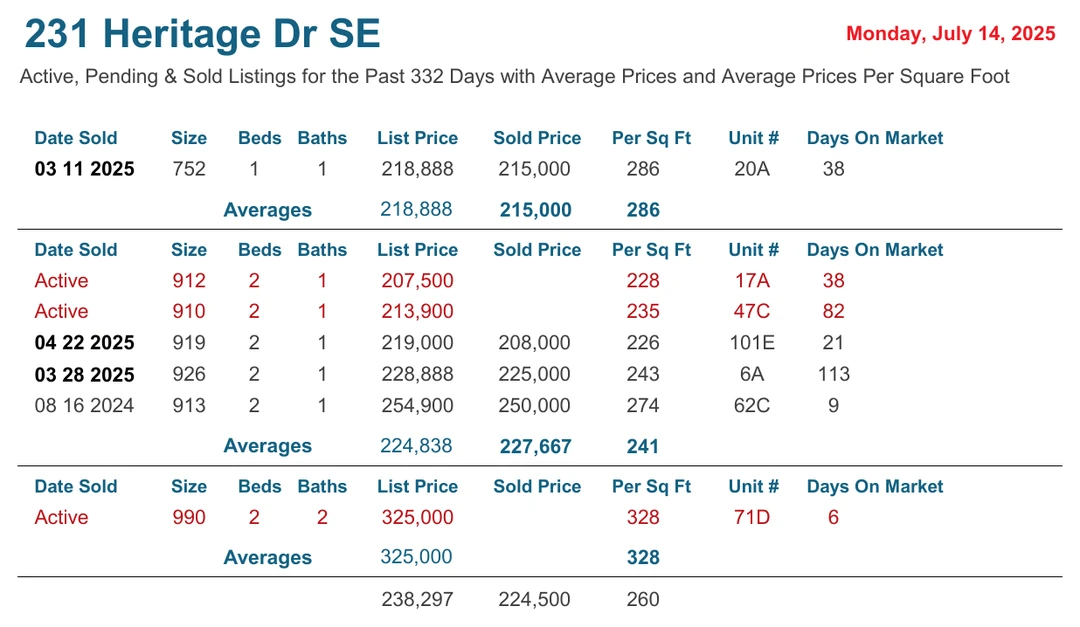 231 Heritage Dr SE
Monday, July 14, 2025
Active, Pending & Sold Listings for the Past 332 Days with Average Prices and Average Prices Per Square Foot
Date Sold Size Beds Baths List Price Sold Price Per Sq Ft Unit # Days On Market
03 11 2025 752 1 1 218,888 215,000 286 20A 38
Averages 218,888 215,000 286
Date Sold Size Beds Baths List Price Sold Price Per Sq Ft Unit # Days On Market
Active 912 2 1 207,500 228 17A 38
Active 910 2 1 213,900 235 47C 82
04 22 2025 919 2 1 219,000 208,000 226 101E 21
03 28 2025 926 2 1 228,888 225,000 243 6A 113
08 16 2024 913 2 1 254,900 250,000 274 62C 9
Averages 224,838 227,667 241
Date Sold Size Beds Baths List Price Sold Price Per Sq Ft Unit # Days On Market
Active 990 2 2 325,000 328 71D 6
Averages 325,000 328
238,297 224,500 260